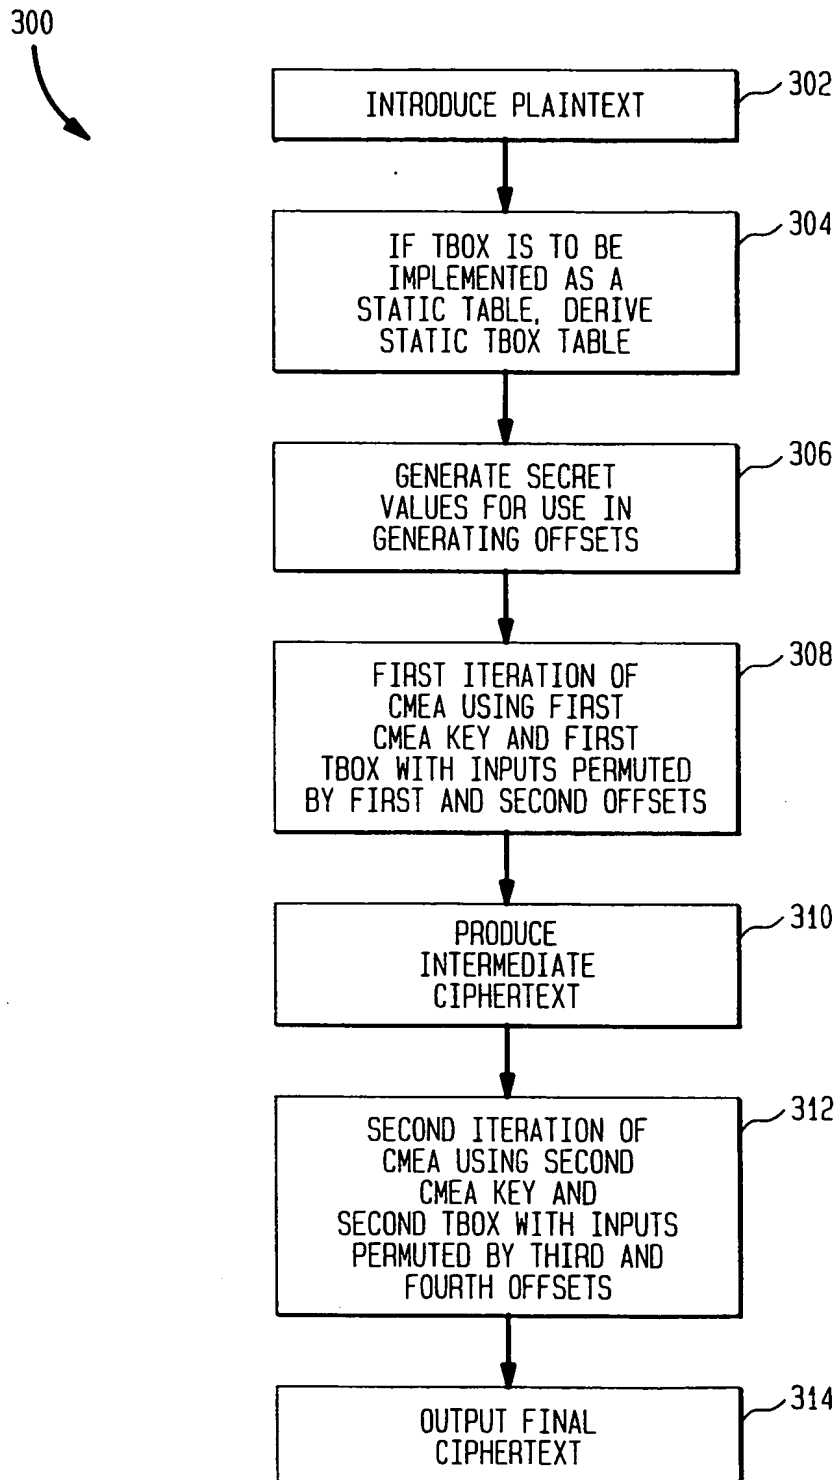 300
INTRODUCE PLAINTEXT
302
IF TBOX IS TO BE
IMPLEMENTED AS A
STATIC TABLE, DERIVE
STATIC TBOX TABLE
304
GENERATE SECRET
VALUES FOR USE IN
GENERATING OFFSETS
306
FIRST ITERATION OF
CMEA USING FIRST
CMEA KEY AND FIRST
TBOX WITH INPUTS PERMUTED
BY FIRST AND SECOND OFFSETS
308
PRODUCE
INTERMEDIATE
CIPHERTEXT
310
SECOND ITERATION OF
CMEA USING SECOND
CMEA KEY AND
SECOND TBOX WITH INPUTS
PERMUTED BY THIRD AND
FOURTH OFFSETS
312
OUTPUT FINAL
CIPHERTEXT
314